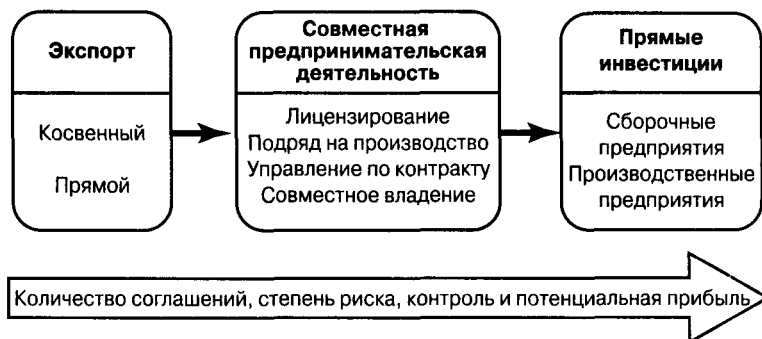 Экспорт
Косвенный
Прямой
Совместная
предпринимательская
деятельность
Лицензирование
Подряд на производство
Управление по контракту
Совместное владение
Прямые
инвестиции
Сборочные
предприятия
Производственные
предприятия
Количество соглашений, степень риска, контроль и потенциальная прибыль